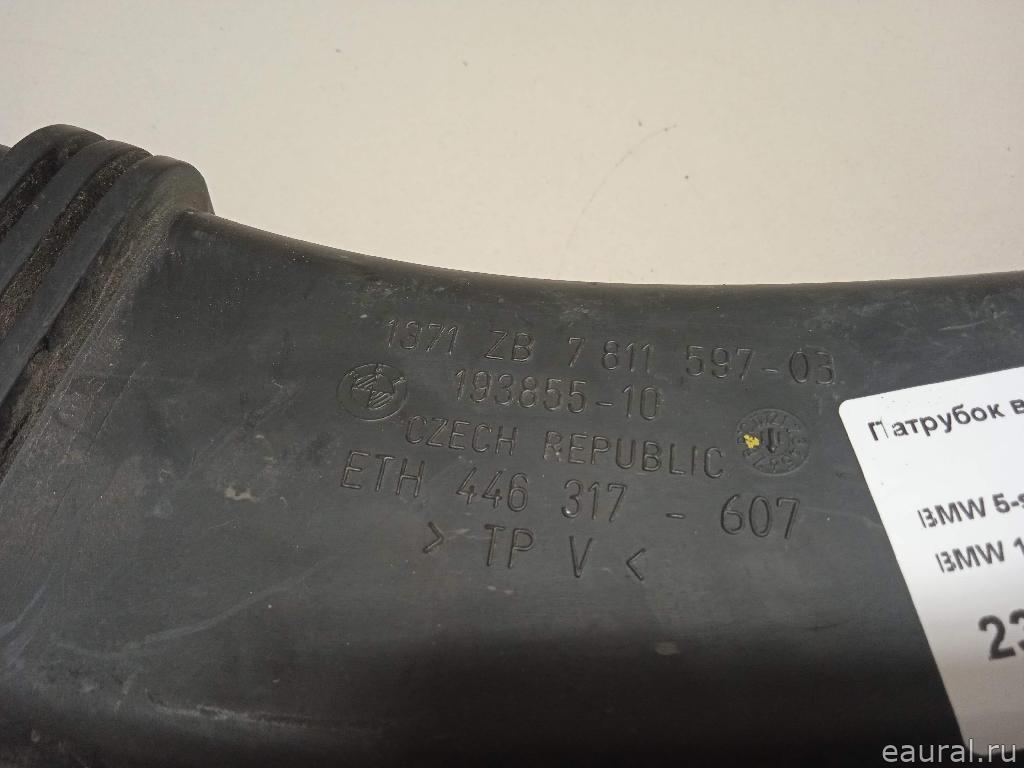 1371 ZB 7 811 597-03
193855-10
CZECH REPUBLIC
ETH 446 317 - 607
> TP V <
Патрубок в
BMW 5-s
BMW 1
23
eaural.ru